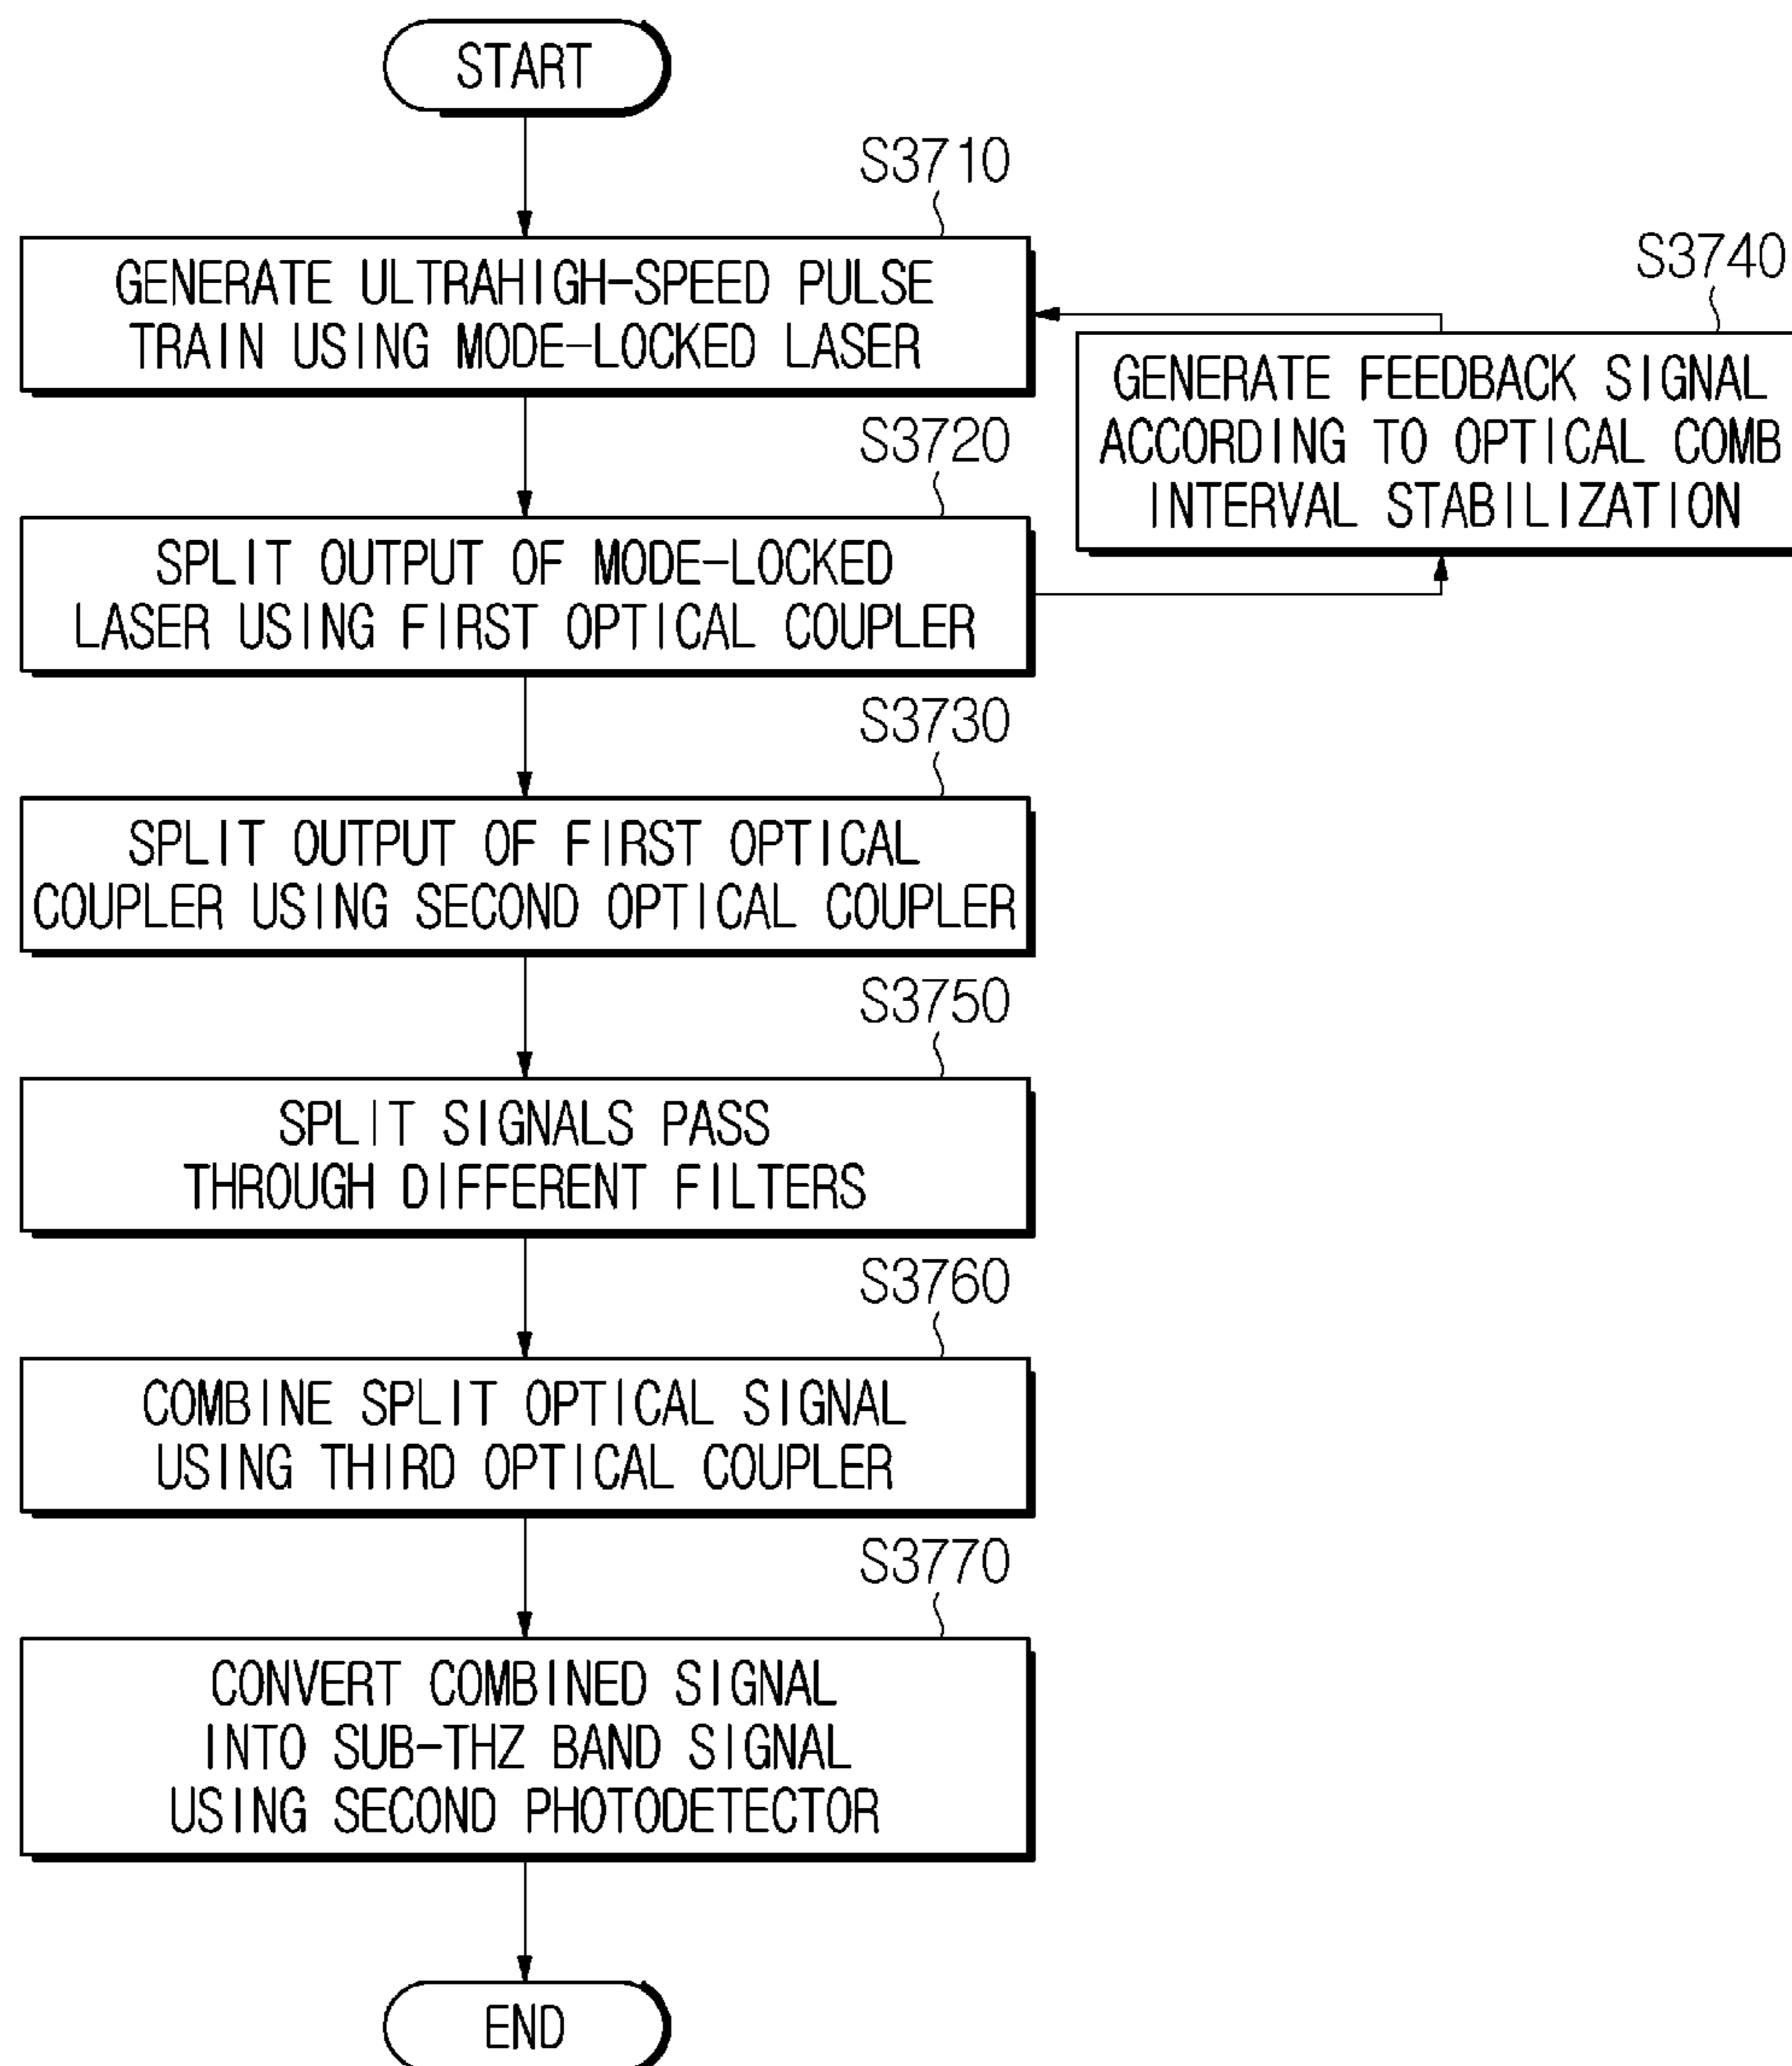 START
S3710
GENERATE ULTRAHIGH-SPEED PULSE
TRAIN USING MODE-LOCKED LASER
S3740
GENERATE FEEDBACK SIGNAL
ACCORDING TO OPTICAL COMB
INTERVAL STABILIZATION
S3720
SPLIT OUTPUT OF MODE-LOCKED
LASER USING FIRST OPTICAL COUPLER
S3730
SPLIT OUTPUT OF FIRST OPTICAL
COUPLER USING SECOND OPTICAL COUPLER
S3750
SPLIT SIGNALS PASS
THROUGH DIFFERENT FILTERS
S3760
COMBINE SPLIT OPTICAL SIGNAL
USING THIRD OPTICAL COUPLER
S3770
CONVERT COMBINED SIGNAL
INTO SUB-THZ BAND SIGNAL
USING SECOND PHOTODETECTOR
END